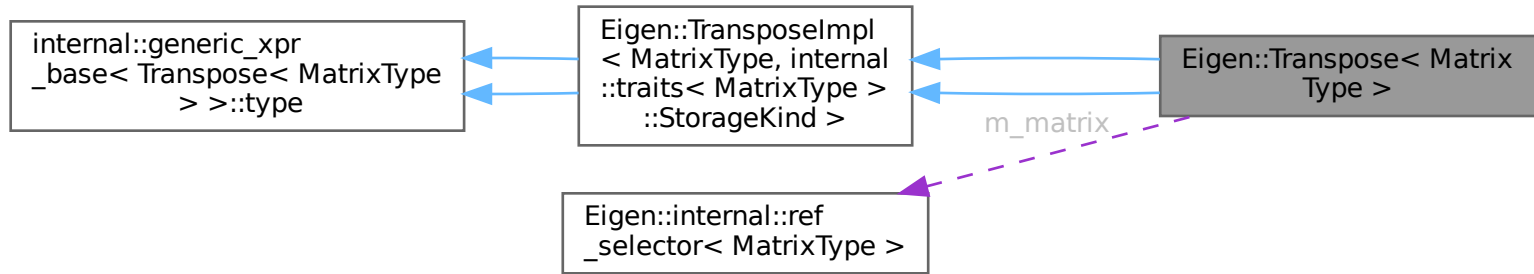 internal::generic_xpr
_base< Transpose< MatrixType
> >::type
Eigen::TransposeImpl
< MatrixType, internal
::traits< MatrixType >
::StorageKind >
Eigen::Transpose< Matrix
Type >
m_matrix
Eigen::internal::ref
_selector< MatrixType >